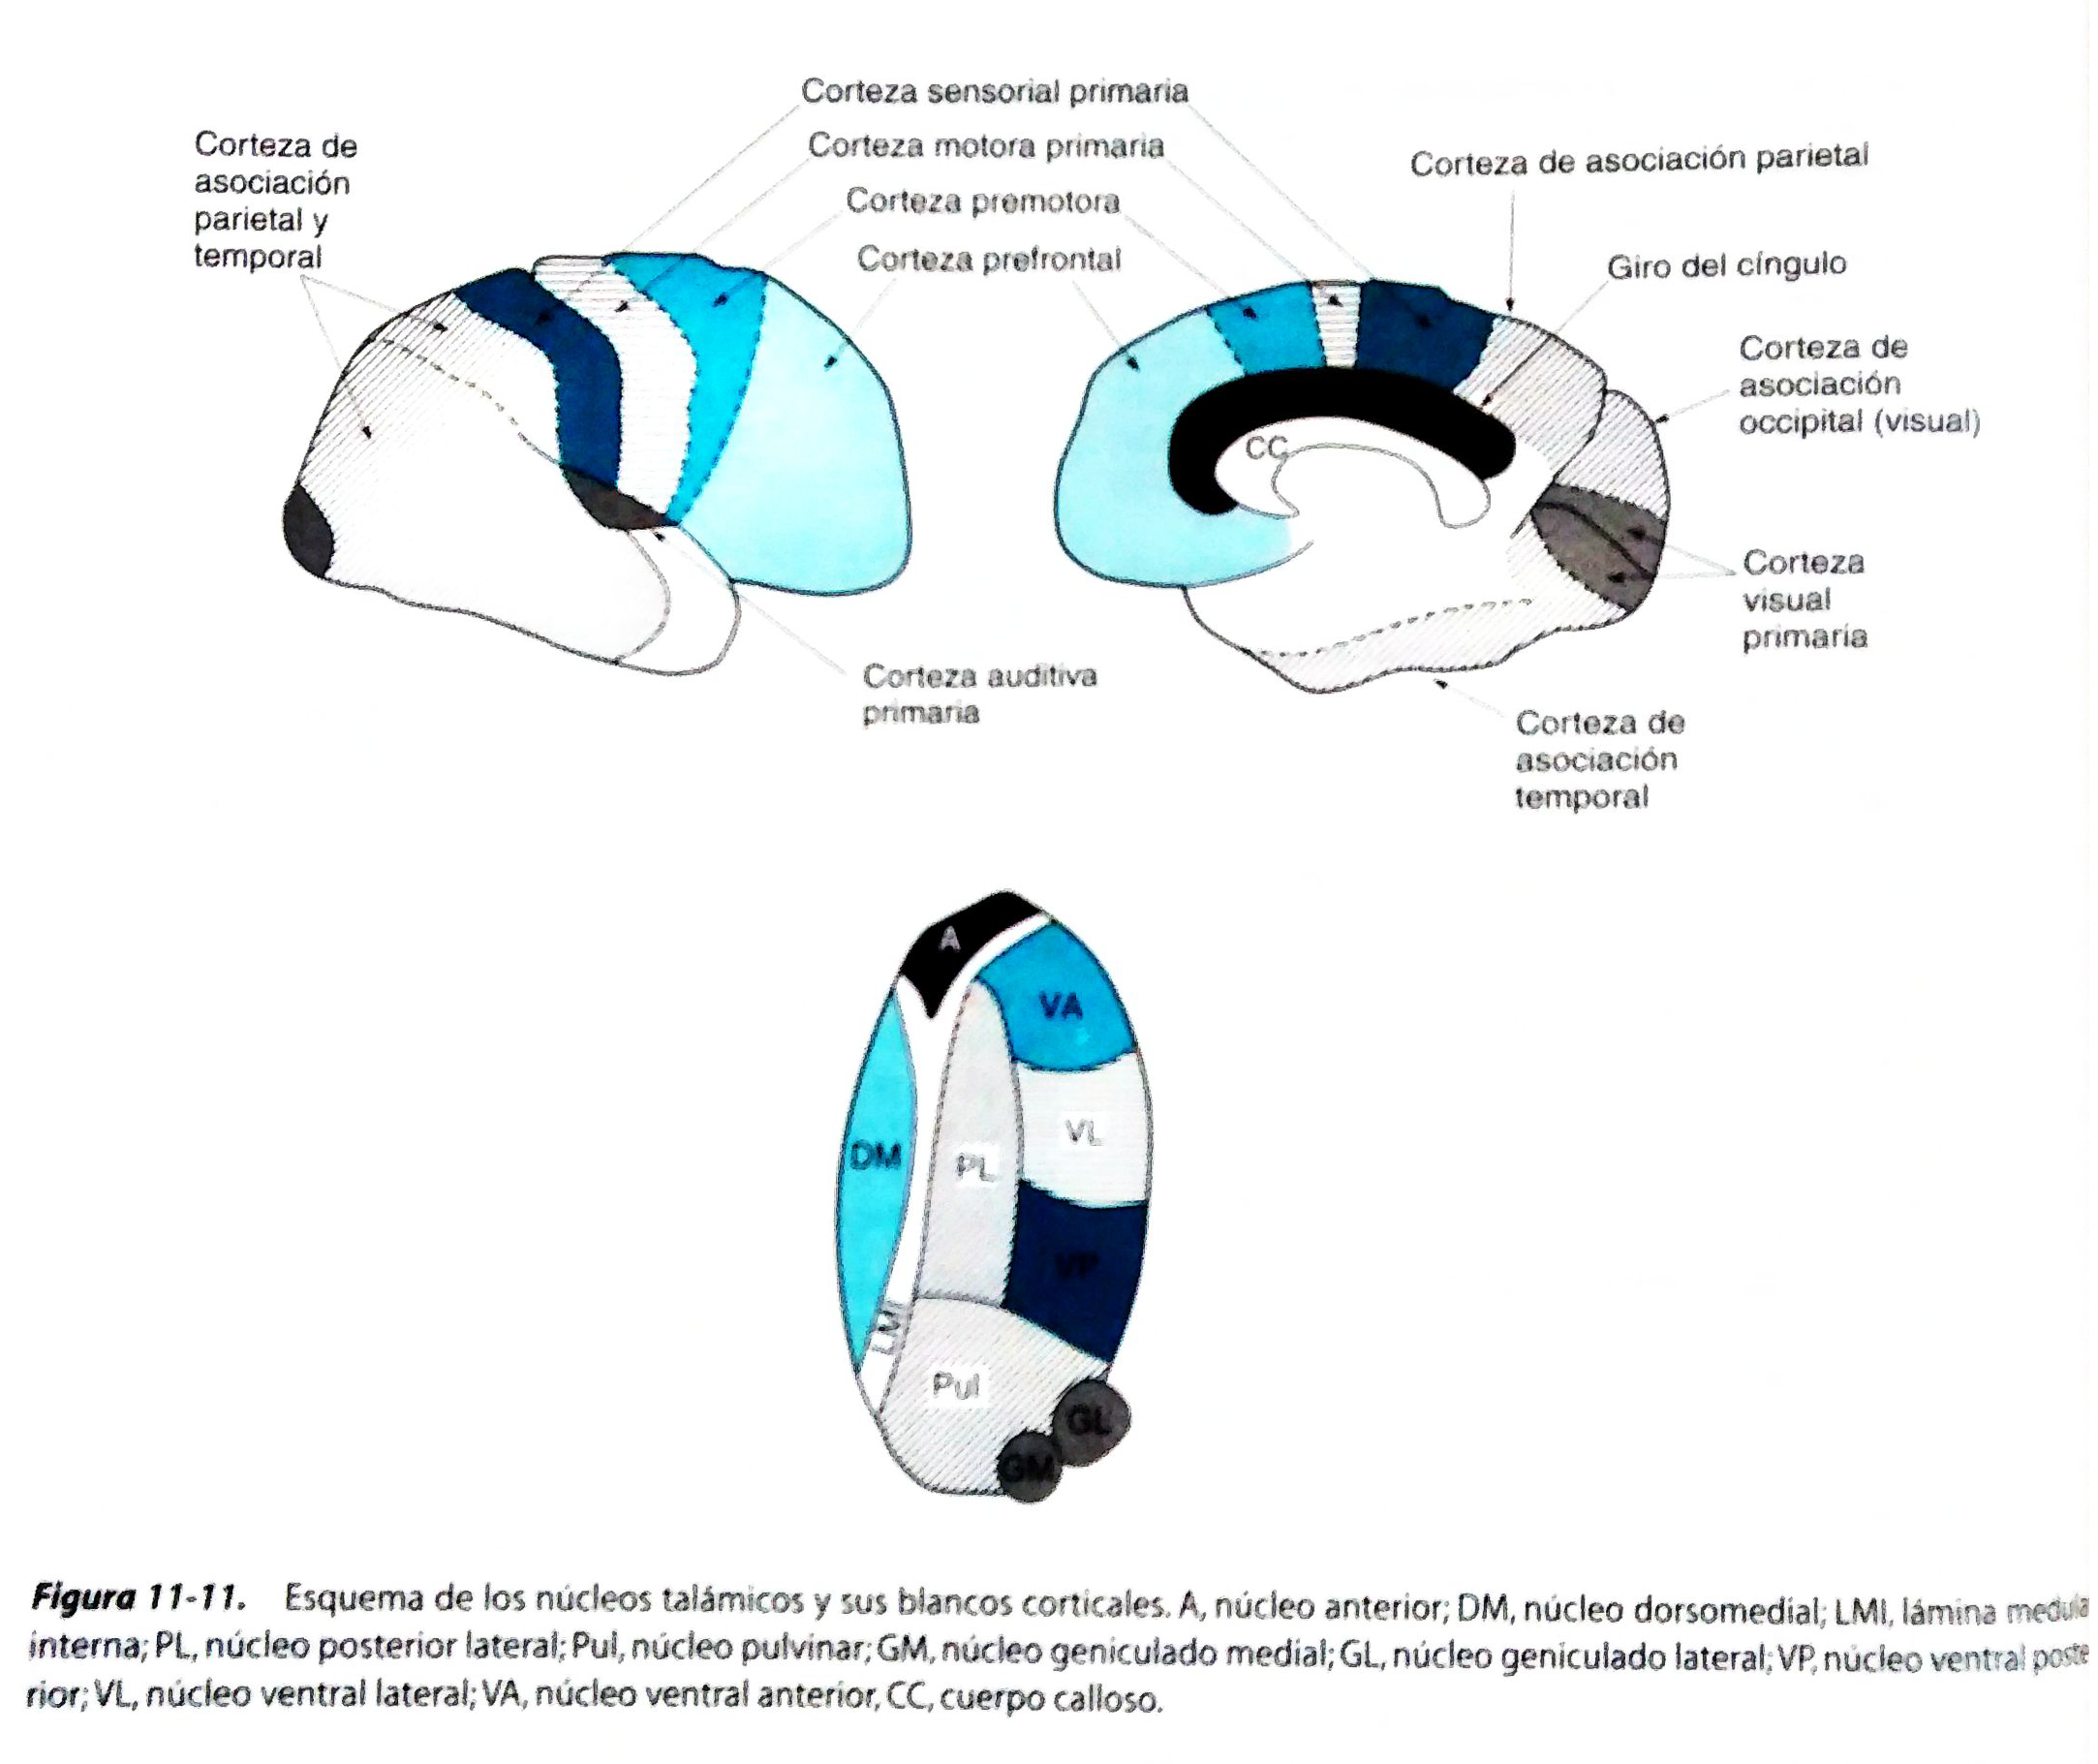 Corteza sensorial primaria
Corteza motora primaria
Corteza premotora
Corteza prefrontal
Corteza de
asociación
parietal y
temporal
Corteza de asociación parietal
Giro del cíngulo
Corteza de
asociación
occipital (visual)
CC
Corteza
visual
primaria
Corteza auditiva
primaria
Corteza de
asociación
temporal
A
VA
VL
DM
PL
VP
LMI
Pul
GL
GM
Figura 11-11. Esquema de los núcleos talámicos y sus blancos corticales. A, núcleo anterior; DM, núcleo dorsomedial; LMI, lámina medula
interna; PL, núcleo posterior lateral; Pul, núcleo pulvinar; GM, núcleo geniculado medial; GL, núcleo geniculado lateral; VP, núcleo ventral poste
rior; VL, núcleo ventral lateral; VA, núcleo ventral anterior, CC, cuerpo calloso.